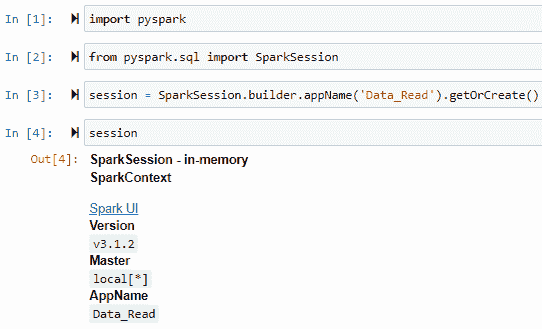 In [1]: import pyspark
In [2]: from pyspark.sql import SparkSession
In [3]: session = SparkSession.builder.appName('Data_Read').getOrCreate()
In [4]: session
Out[4]: SparkSession - in-memory
SparkContext
Spark UI
Version
v3.1.2
Master
local[*]
AppName
Data_Read